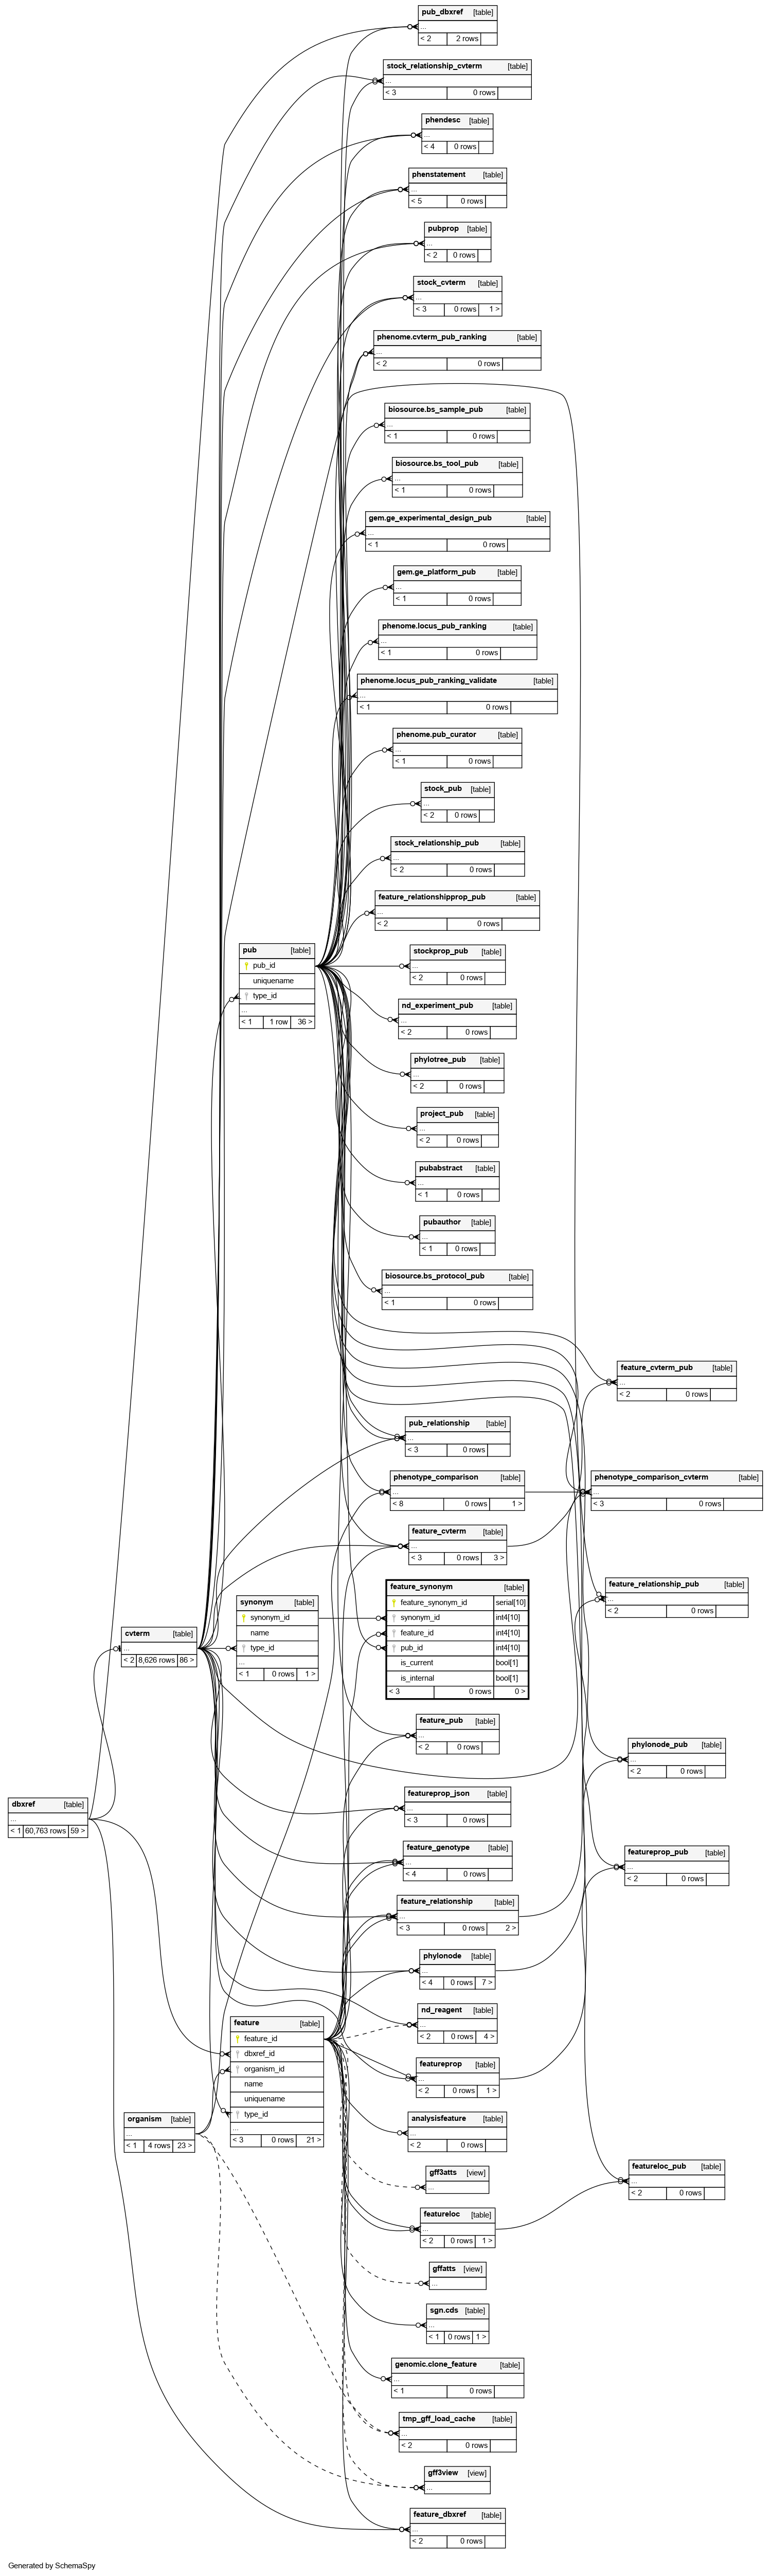 pub_dbxref [table]
...
< 2 2 rows
stock_relationship_cvterm [table]
...
< 3 0 rows
phendesc [table]
...
< 4 0 rows
phenstatement [table]
...
< 5 0 rows
pubprop [table]
...
< 2 0 rows
stock_cvterm [table]
...
< 3 0 rows 1 >
phenome.cvterm_pub_ranking [table]
...
< 2 0 rows
biosource.bs_sample_pub [table]
...
< 1 0 rows
biosource.bs_tool_pub [table]
...
< 1 0 rows
gem.ge_experimental_design_pub [table]
...
< 1 0 rows
gem.ge_platform_pub [table]
...
< 1 0 rows
phenome.locus_pub_ranking [table]
...
< 1 0 rows
phenome.locus_pub_ranking_validate [table]
...
< 1 0 rows
phenome.pub_curator [table]
...
< 1 0 rows
stock_pub [table]
...
< 2 0 rows
stock_relationship_pub [table]
...
< 2 0 rows
feature_relationshipprop_pub [table]
...
< 2 0 rows
pub [table]
pub_id
uniquename
type_id
...
< 1 1 row 36 >
stockprop_pub [table]
...
< 2 0 rows
nd_experiment_pub [table]
...
< 2 0 rows
phylotree_pub [table]
...
< 2 0 rows
project_pub [table]
...
< 2 0 rows
pubabstract [table]
...
< 1 0 rows
pubauthor [table]
...
< 1 0 rows
biosource.bs_protocol_pub [table]
...
< 1 0 rows
feature_cvterm_pub [table]
...
< 2 0 rows
pub_relationship [table]
...
< 3 0 rows
phenotype_comparison [table]
...
< 8 0 rows 1 >
phenotype_comparison_cvterm [table]
...
< 3 0 rows
feature_cvterm [table]
...
< 3 0 rows 3 >
feature_synonym [table]
feature_synonym_id serial[10]
synonym_id int4[10]
feature_id int4[10]
pub_id int4[10]
is_current bool[1]
is_internal bool[1]
< 3 0 rows 0 >
feature_relationship_pub [table]
...
< 2 0 rows
synonym [table]
synonym_id
name
type_id
...
< 1 0 rows 1 >
cvterm [table]
...
< 2 8,626 rows 86 >
feature_pub [table]
...
< 2 0 rows
phylonode_pub [table]
...
< 2 0 rows
dbxref [table]
...
< 1 60,763 rows 59 >
featureprop_json [table]
...
< 3 0 rows
feature_genotype [table]
...
< 4 0 rows
featureprop_pub [table]
...
< 2 0 rows
feature_relationship [table]
...
< 3 0 rows 2 >
phylonode [table]
...
< 4 0 rows 7 >
nd_reagent [table]
...
< 2 0 rows 4 >
feature [table]
feature_id
dbxref_id
organism_id
name
uniquename
type_id
...
< 3 0 rows 21 >
featureprop [table]
...
< 2 0 rows 1 >
organism [table]
...
< 1 4 rows 23 >
analysisfeature [table]
...
< 2 0 rows
gff3atts [view]
...
featureloc_pub [table]
...
< 2 0 rows
featureloc [table]
...
< 2 0 rows 1 >
gffatts [view]
...
sgn.cds [table]
...
< 1 0 rows 1 >
genomic.clone_feature [table]
...
< 1 0 rows
tmp_gff_load_cache [table]
...
< 2 0 rows
gff3view [view]
...
feature_dbxref [table]
...
< 2 0 rows
Generated by SchemaSpy